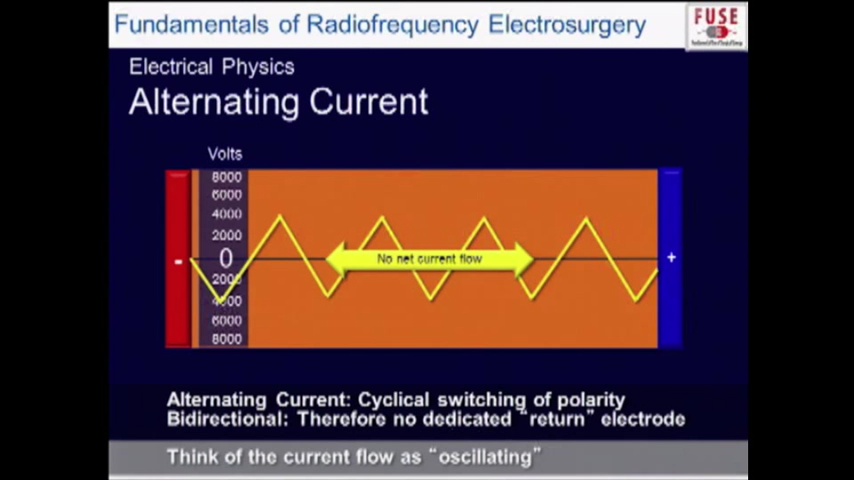 Fundamentals of Radiofrequency Electrosurgery
FUSE
Electrical Physics
Alternating Current
Volts
8000
6000
4000
2000
0
2000
4000
6000
8000
-
No net current flow
+
Alternating Current: Cyclical switching of polarity
Bidirectional: Therefore no dedicated “return” electrode
Think of the current flow as “oscillating”